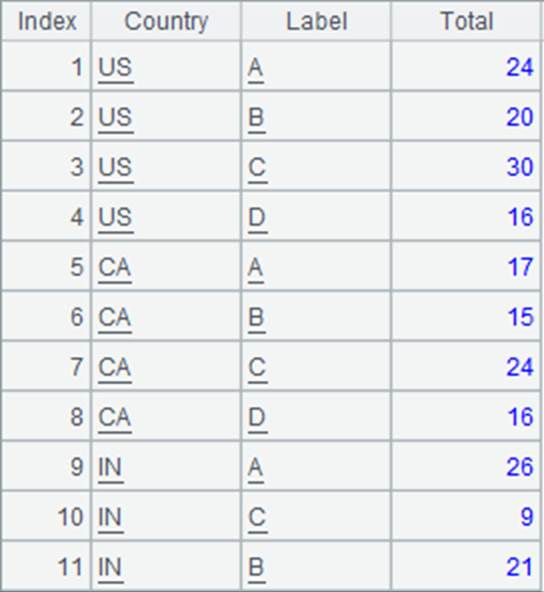 Index Country Label Total
1 US A 24
2 US B 20
3 US C 30
4 US D 16
5 CA A 17
6 CA B 15
7 CA C 24
8 CA D 16
9 IN A 26
10 IN C 9
11 IN B 21